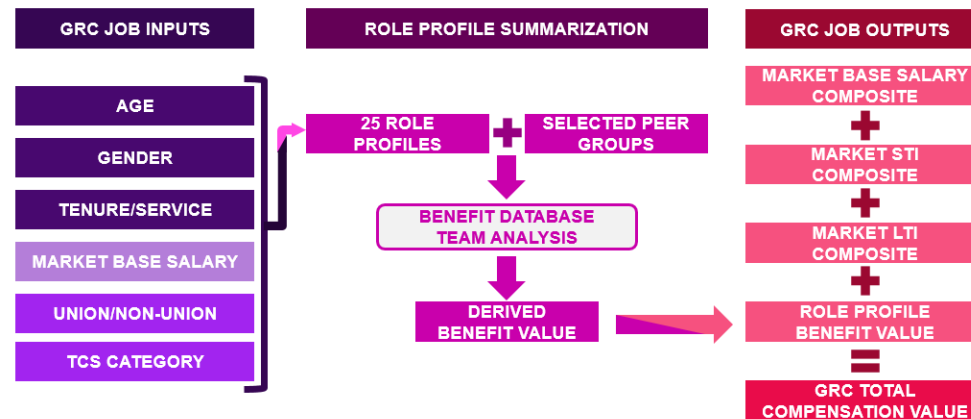 GRC JOB INPUTS
AGE
GENDER
TENURE/SERVICE
MARKET BASE SALARY
UNION/NON-UNION
TCS CATEGORY
ROLE PROFILE SUMMARIZATION
25 ROLE
PROFILES
SELECTED PEER
GROUPS
BENEFIT DATABASE
TEAM ANALYSIS
DERIVED
BENEFIT VALUE
GRC JOB OUTPUTS
MARKET BASE SALARY
COMPOSITE
MARKET STI
COMPOSITE
MARKET LTI
COMPOSITE
ROLE PROFILE
BENEFIT VALUE
GRC TOTAL
COMPENSATION VALUE